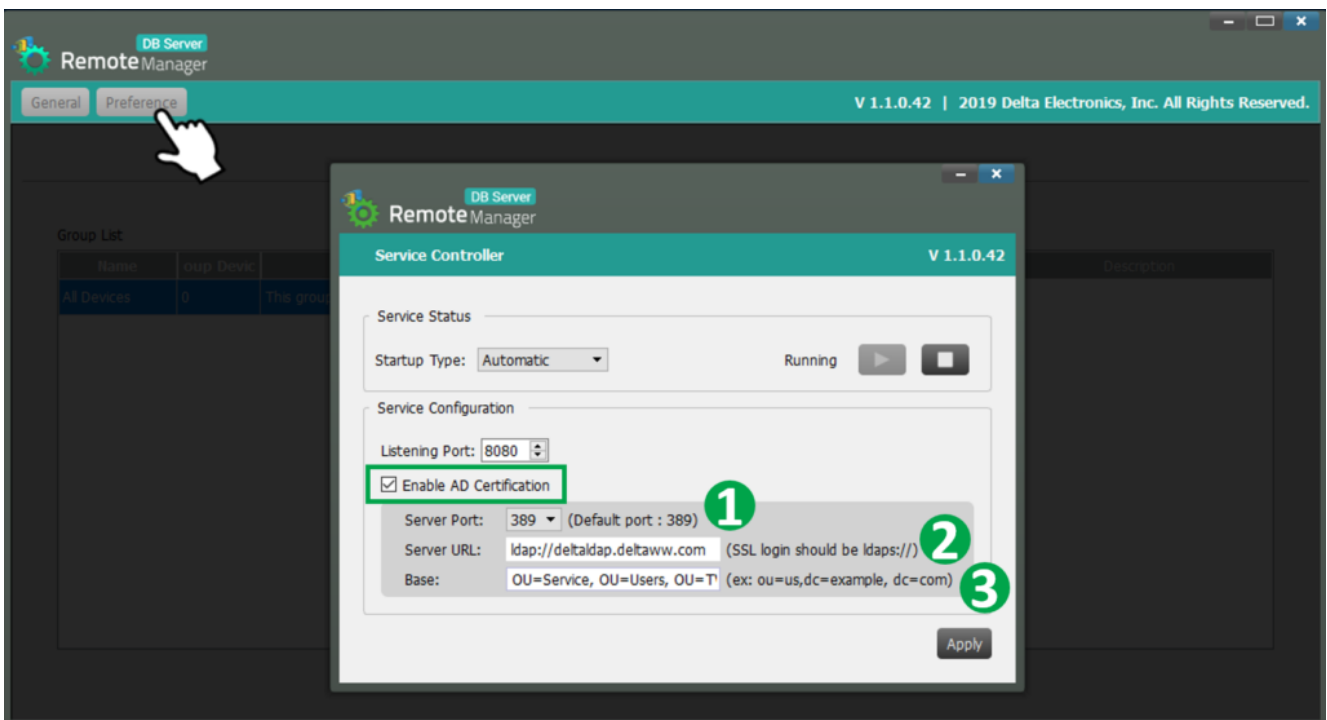 DB Server
Remote Manager
General Preference V 1.1.0.42 | 2019 Delta Electronics, Inc. All Rights Reserved.
DB Server
Remote Manager
Group List
Service Controller V 1.1.0.42
Name oup Devic Description
All Devices 0 This group
Service Status
Startup Type: Automatic Running
Service Configuration
Listening Port: 8080
Enable AD Certification
1
Server Port: 389 (Default port : 389)
2
Server URL: ldap://deltaldap.deltaww.com (SSL login should be ldaps://)
3
Base: OU=Service, OU=Users, OU=T (ex: ou=us,dc=example, dc=com)
Apply